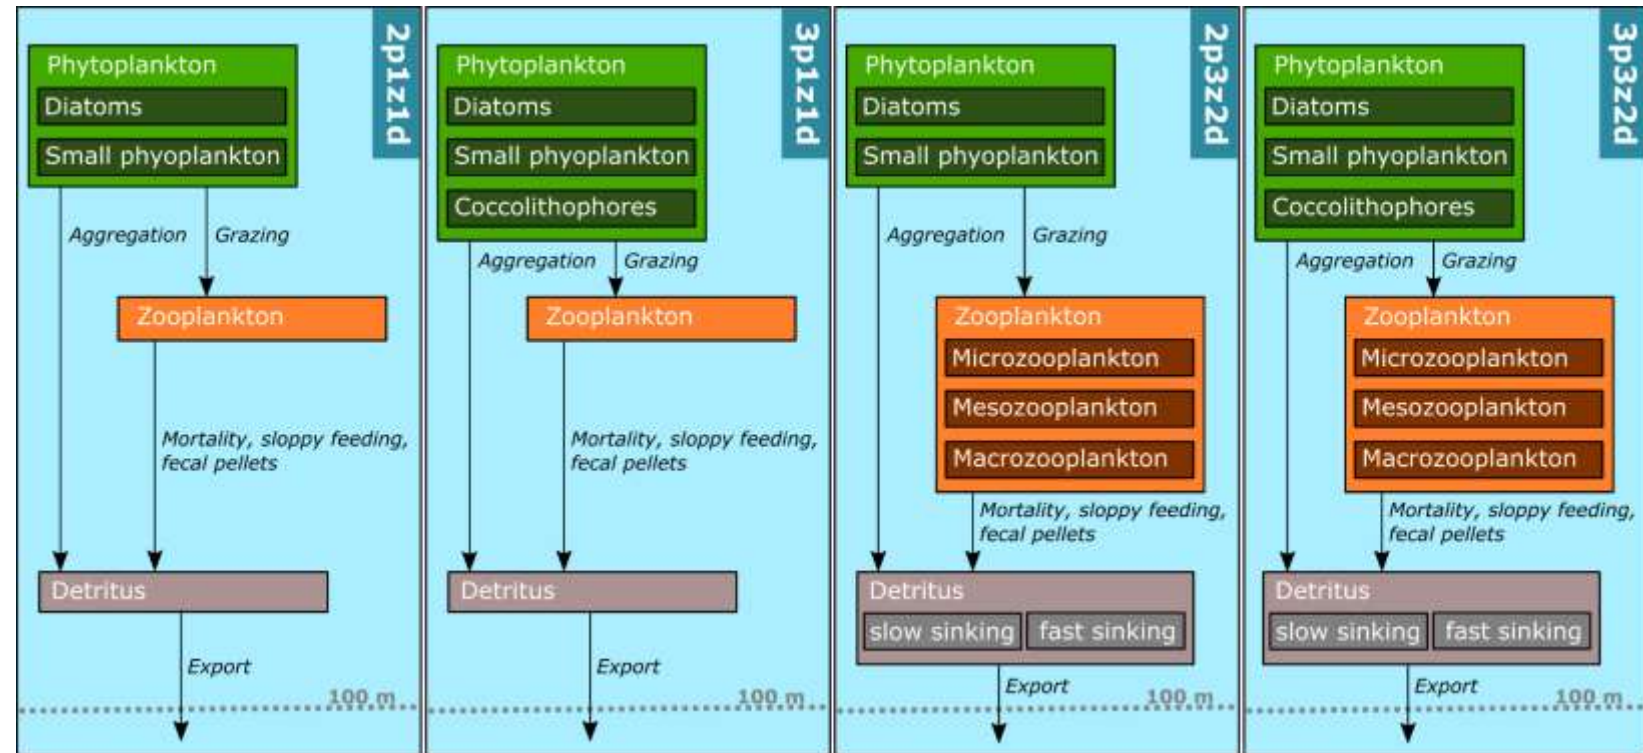 2p1z1d
Phytoplankton
Diatoms
Small phyoplankton
Aggregation
Grazing
Zooplankton
Mortality, sloppy feeding,
fecal pellets
Detritus
Export
100 m
3p1z1d
Phytoplankton
Diatoms
Small phyoplankton
Coccolithophores
Aggregation
Grazing
Zooplankton
Mortality, sloppy feeding,
fecal pellets
Detritus
Export
100 m
2p3z2d
Phytoplankton
Diatoms
Small phyoplankton
Aggregation
Grazing
Zooplankton
Microzooplankton
Mesozooplankton
Macrozooplankton
Mortality, sloppy feeding,
fecal pellets
Detritus
slow sinking
fast sinking
Export
100 m
3p3z2d
Phytoplankton
Diatoms
Small phyoplankton
Coccolithophores
Aggregation
Grazing
Zooplankton
Microzooplankton
Mesozooplankton
Macrozooplankton
Mortality, sloppy feeding,
fecal pellets
Detritus
slow sinking
fast sinking
Export
100 m